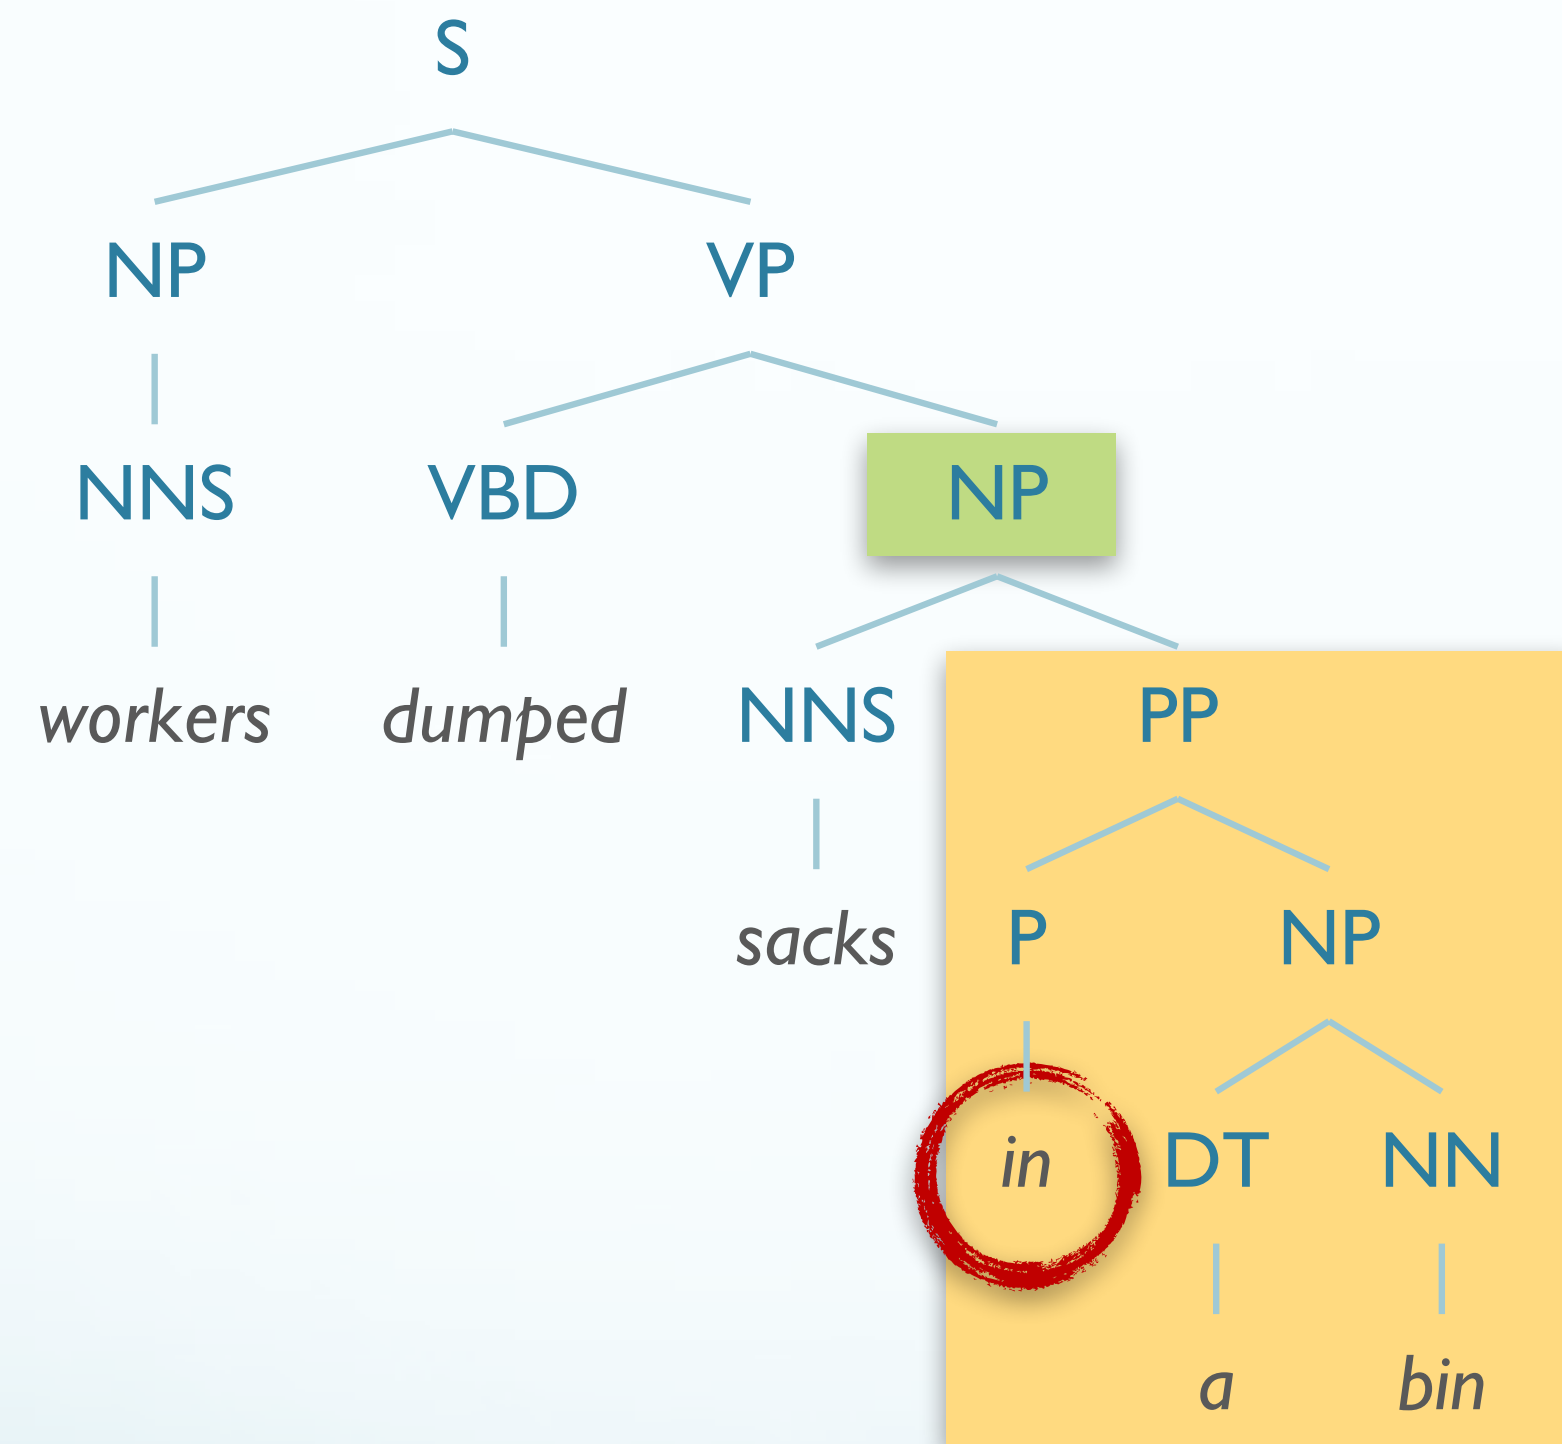 S
NP VP
NNS VBD NP
workers dumped NNS PP
sacks P NP
in DT NN
a bin